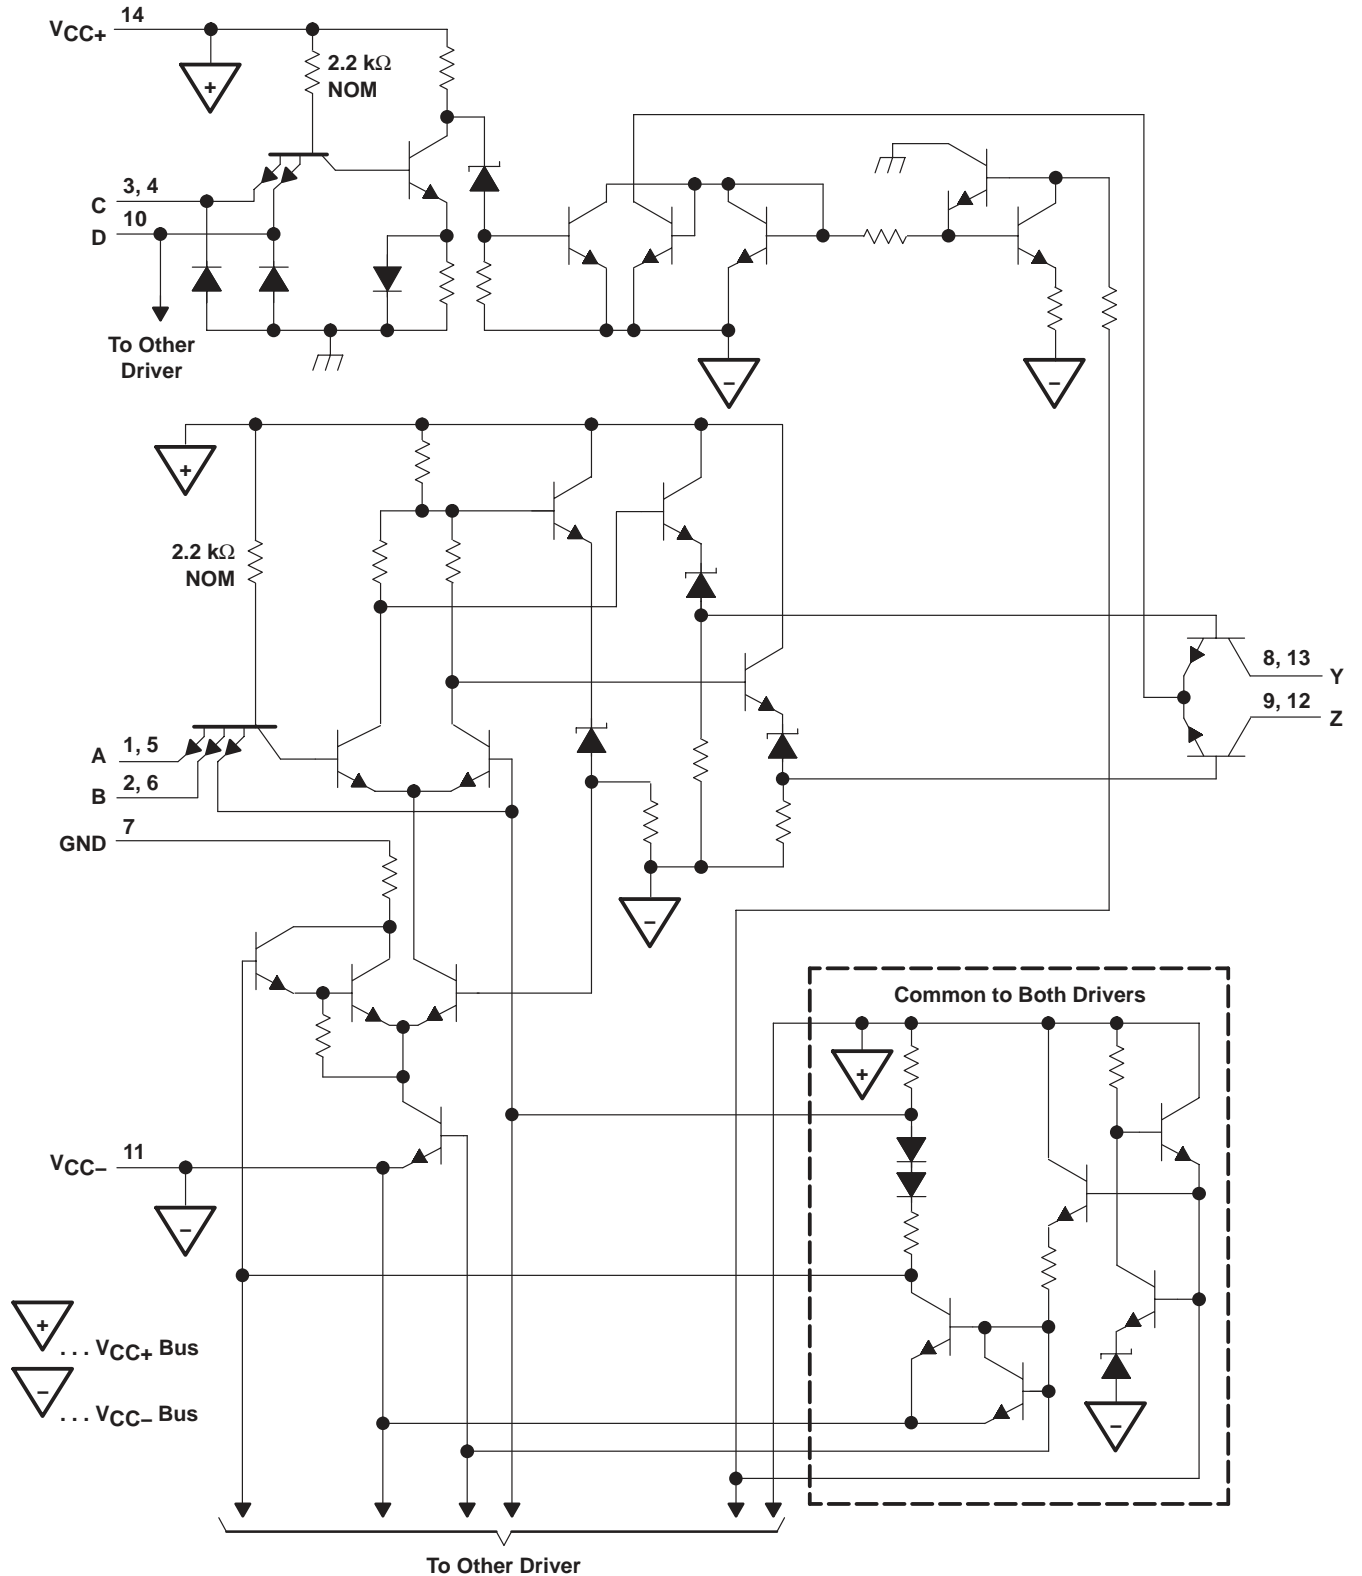 14
VCC+
2.2 kΩ
NOM
+
3, 4
C
10
D
To Other
Driver
–
–
+
2.2 kΩ
NOM
8, 13
Y
9, 12
Z
1, 5
A
2, 6
B
7
GND
–
Common to Both Drivers
+
11
VCC–
–
+
. . . VCC+ Bus
–
. . . VCC– Bus
–
To Other Driver